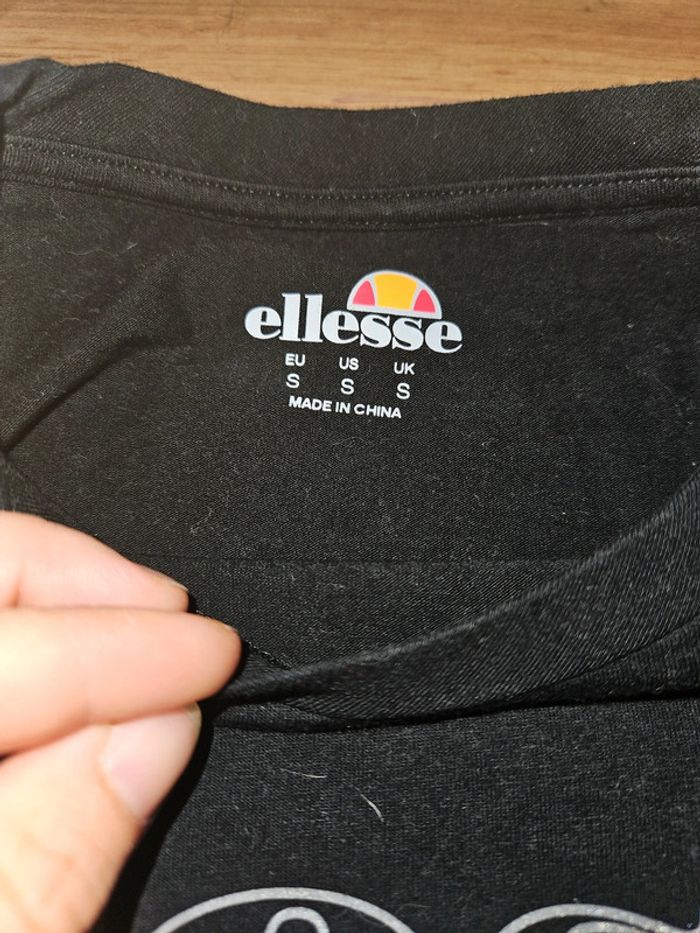 ellesse
EU US UK
S S S
MADE IN CHINA